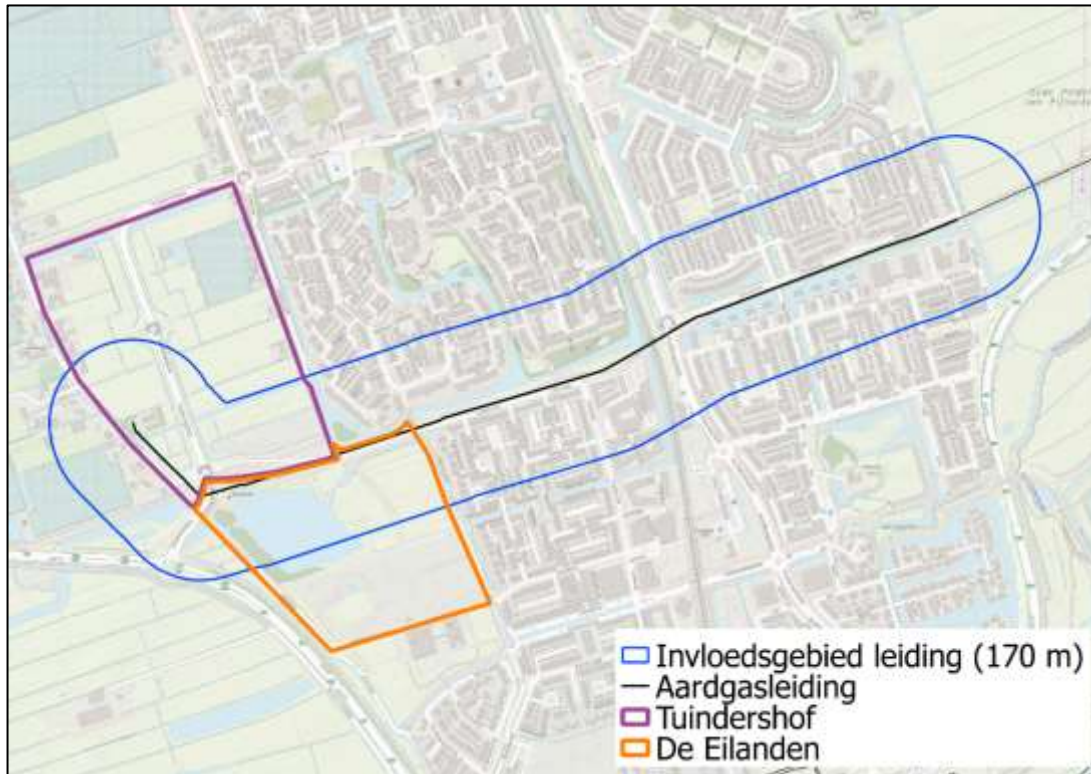 Invloedsgebied leiding (170 m)
Aardgasleiding
Tuindershof
De Eilanden